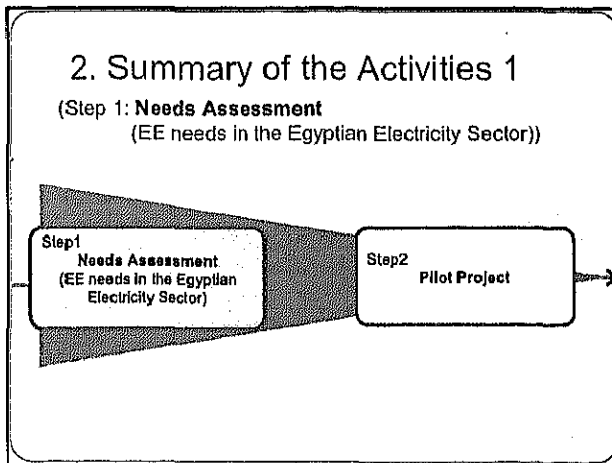 2. Summary of the Activities 1
(Step 1: Needs Assessment
(EE needs in the Egyptian Electricity Sector))
Step1
Needs Assessment
(EE needs in the Egyptian
Electricity Sector)
Step2
Pilot Project